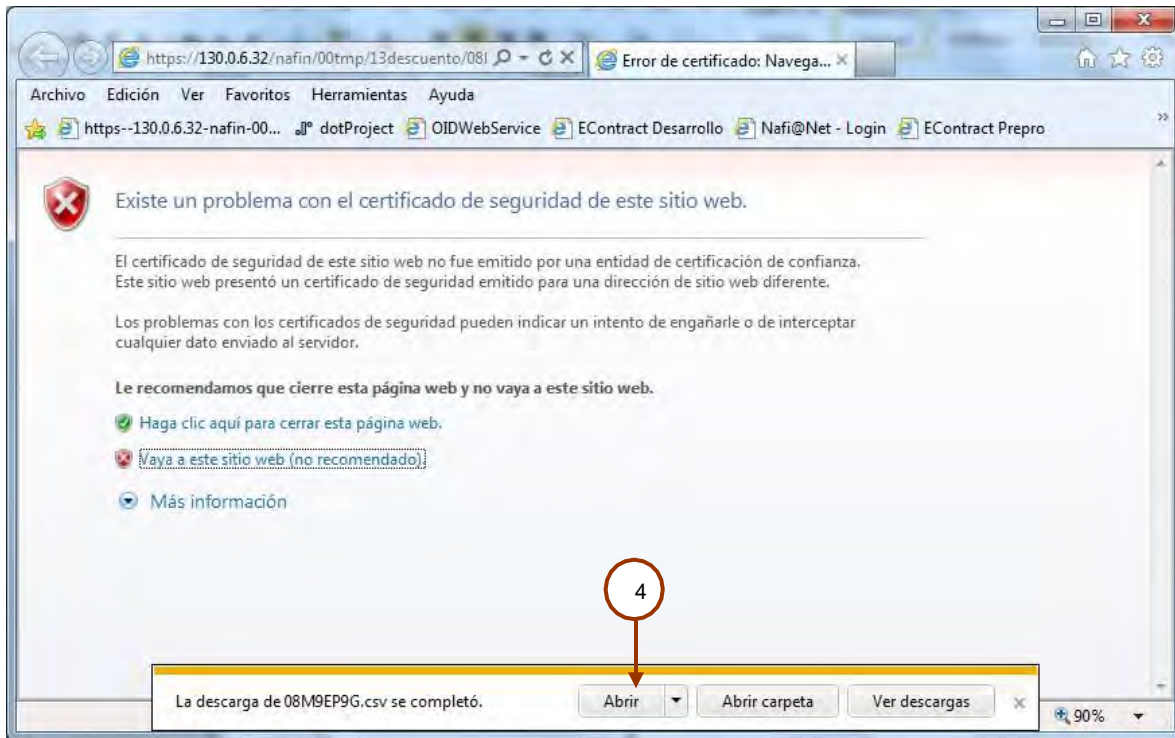 https://130.0.6.32/nafin/00tmp/13descuento/08l
Error de certificado: Navega...
Archivo Edición Ver Favoritos Herramientas Ayuda
https--130.0.6.32-nafin-00... dotProject OIDWebService EContract Desarrollo Nafi@Net - Login EContract Prepro
Existe un problema con el certificado de seguridad de este sitio web.
El certificado de seguridad de este sitio web no fue emitido por una entidad de certificación de confianza.
Este sitio web presentó un certificado de seguridad emitido para una dirección de sitio web diferente.
Los problemas con los certificados de seguridad pueden indicar un intento de engañarle o de interceptar
cualquier dato enviado al servidor.
Le recomendamos que cierre esta página web y no vaya a este sitio web.
Haga clic aquí para cerrar esta página web.
Vaya a este sitio web (no recomendado).
Más información
4
La descarga de 08M9EP9G.csv se completó. Abrir Abrir carpeta Ver descargas
90%